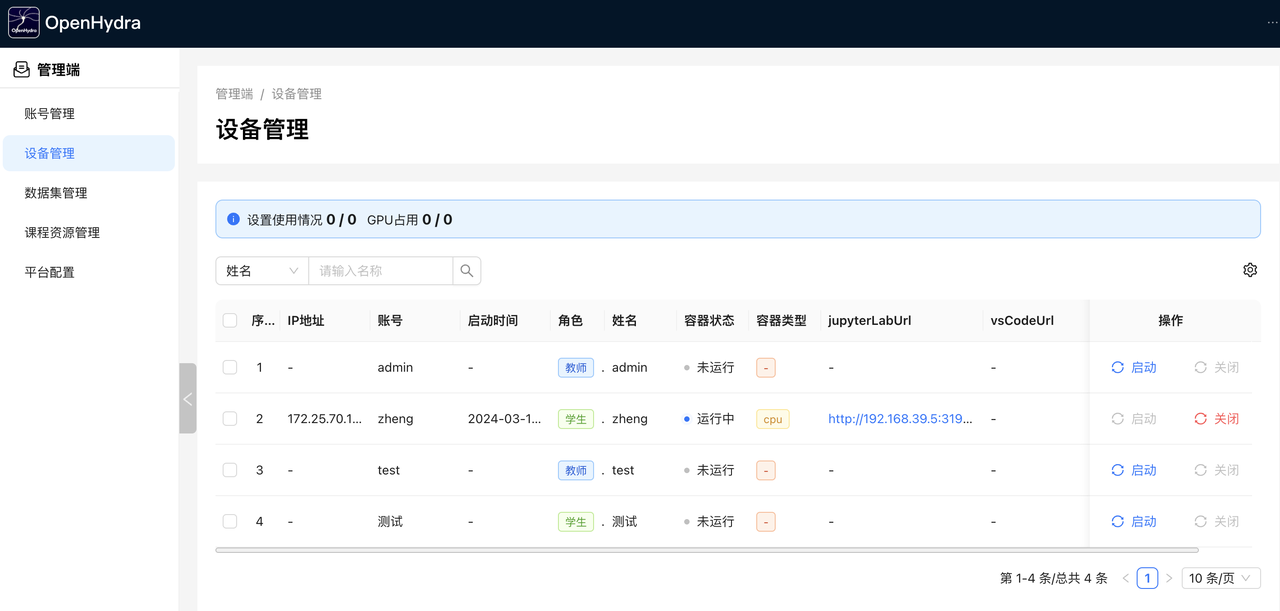 OpenHydra
OpenHydra
...
管理端
账号管理
设备管理
数据集管理
课程资源管理
平台配置
管理端 / 设备管理
设备管理
设置使用情况 0 / 0 GPU占用 0 / 0
姓名 请输入名称
序... IP地址 账号 启动时间 角色 姓名 容器状态 容器类型 jupyterLabUrl vsCodeUrl 操作
1 - admin - 教师 . admin 未运行 - - - 启动 关闭
2 172.25.70.1... zheng 2024-03-1... 学生 . zheng 运行中 cpu http://192.168.39.5:319... - 启动 关闭
3 - test - 教师 . test 未运行 - - - 启动 关闭
4 - 测试 - 学生 . 测试 未运行 - - - 启动 关闭
第 1-4 条/总共 4 条 < 1 > 10 条/页